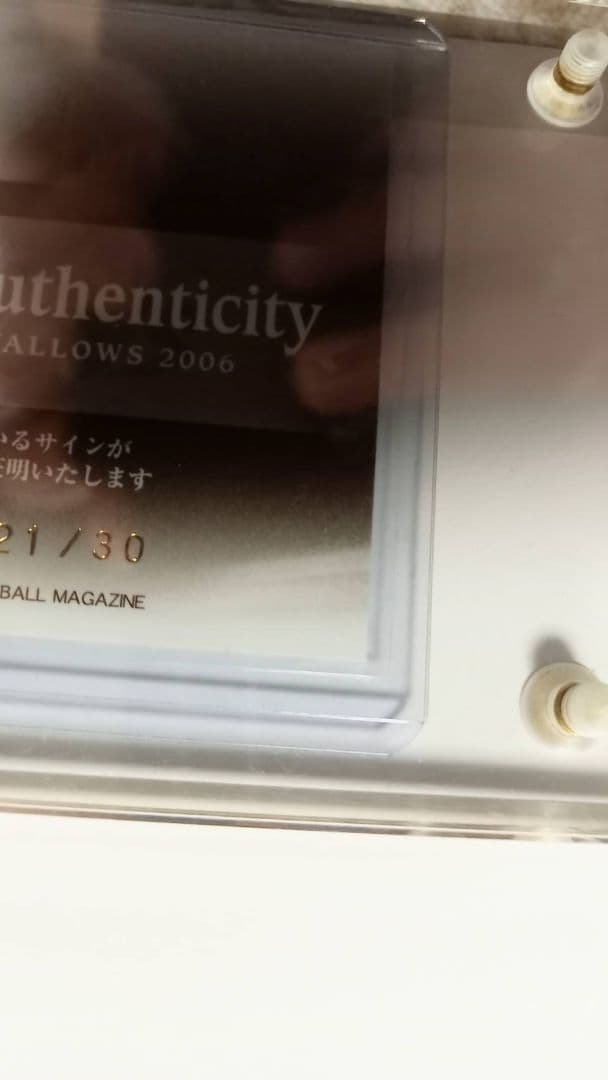 uthenticity
ALLOWS 2006
いるサインが
証明いたします
21/30
BALL MAGAZINE